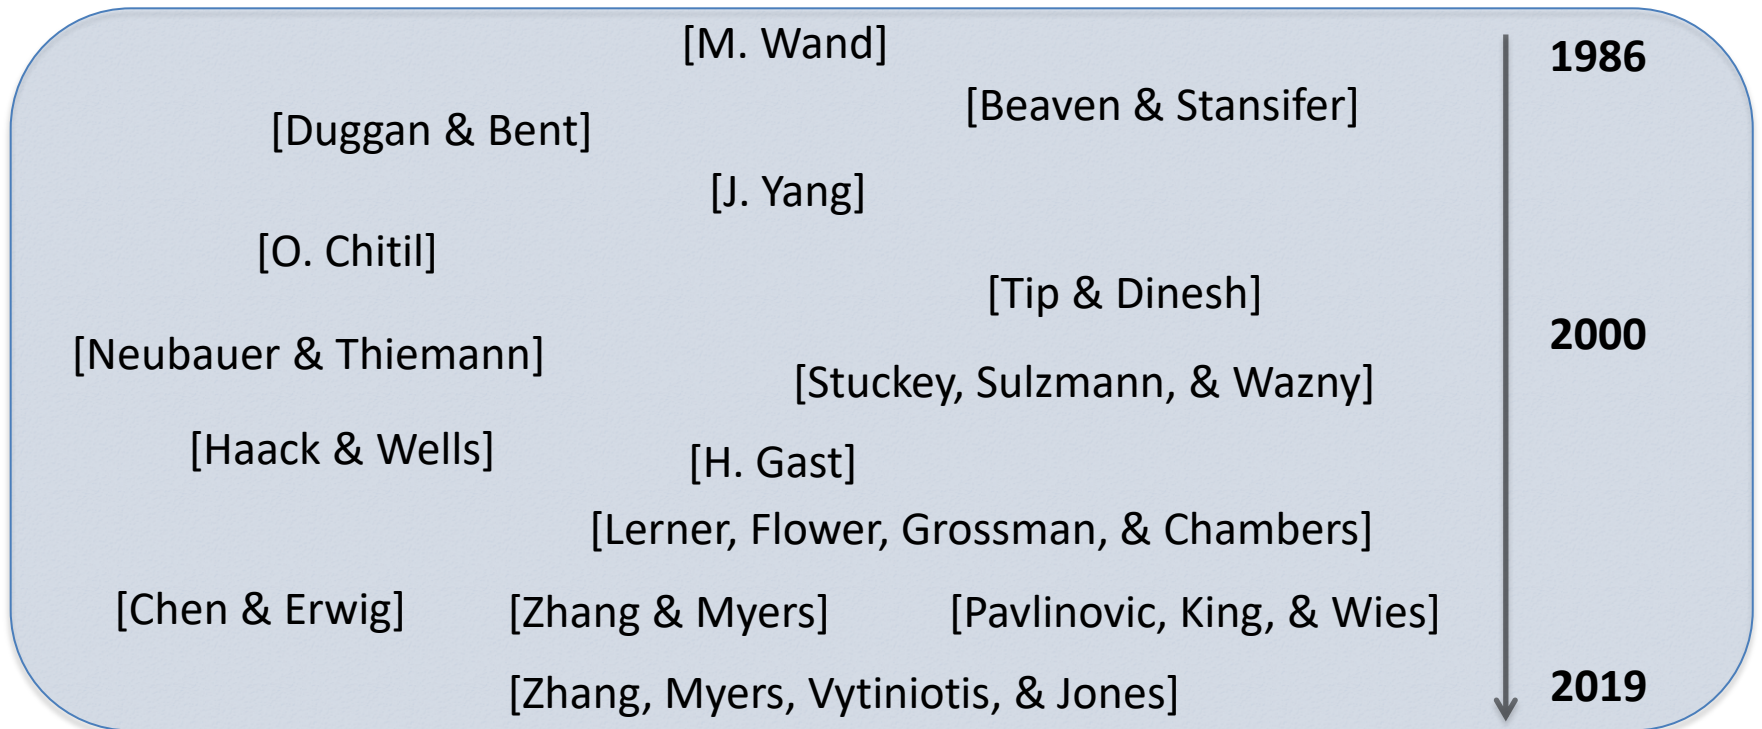 [M. Wand]
1986
[Beaven & Stansifer]
[Duggan & Bent]
[J. Yang]
[O. Chitil]
[Tip & Dinesh]
2000
[Neubauer & Thiemann]
[Stuckey, Sulzmann, & Wazny]
[Haack & Wells]
[H. Gast]
[Lerner, Flower, Grossman, & Chambers]
[Chen & Erwig]
[Zhang & Myers]
[Pavlinovic, King, & Wies]
[Zhang, Myers, Vytiniotis, & Jones]
2019